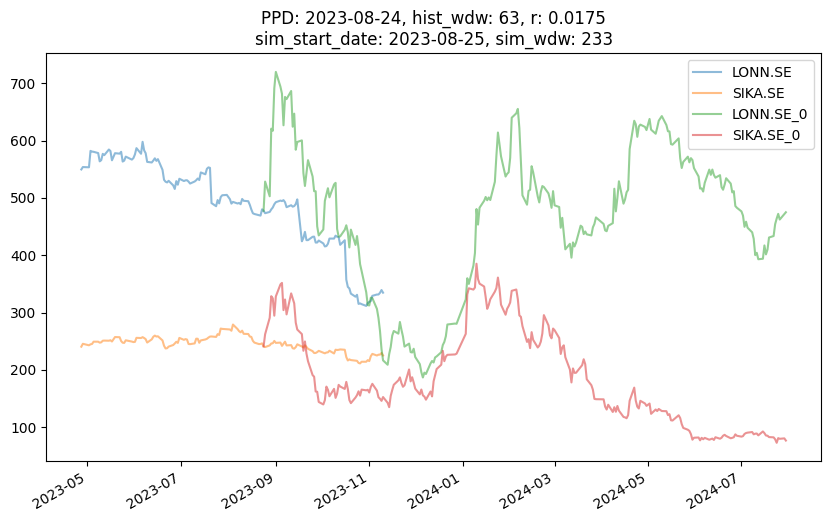 PPD: 2023-08-24, hist_wdw: 63, r: 0.0175
sim_start_date: 2023-08-25, sim_wdw: 233
LONN.SE
SIKA.SE
LONN.SE_0
SIKA.SE_0
700
600
500
400
300
200
100
2023-05
2023-07
2023-09
2023-11
2024-01
2024-03
2024-05
2024-07